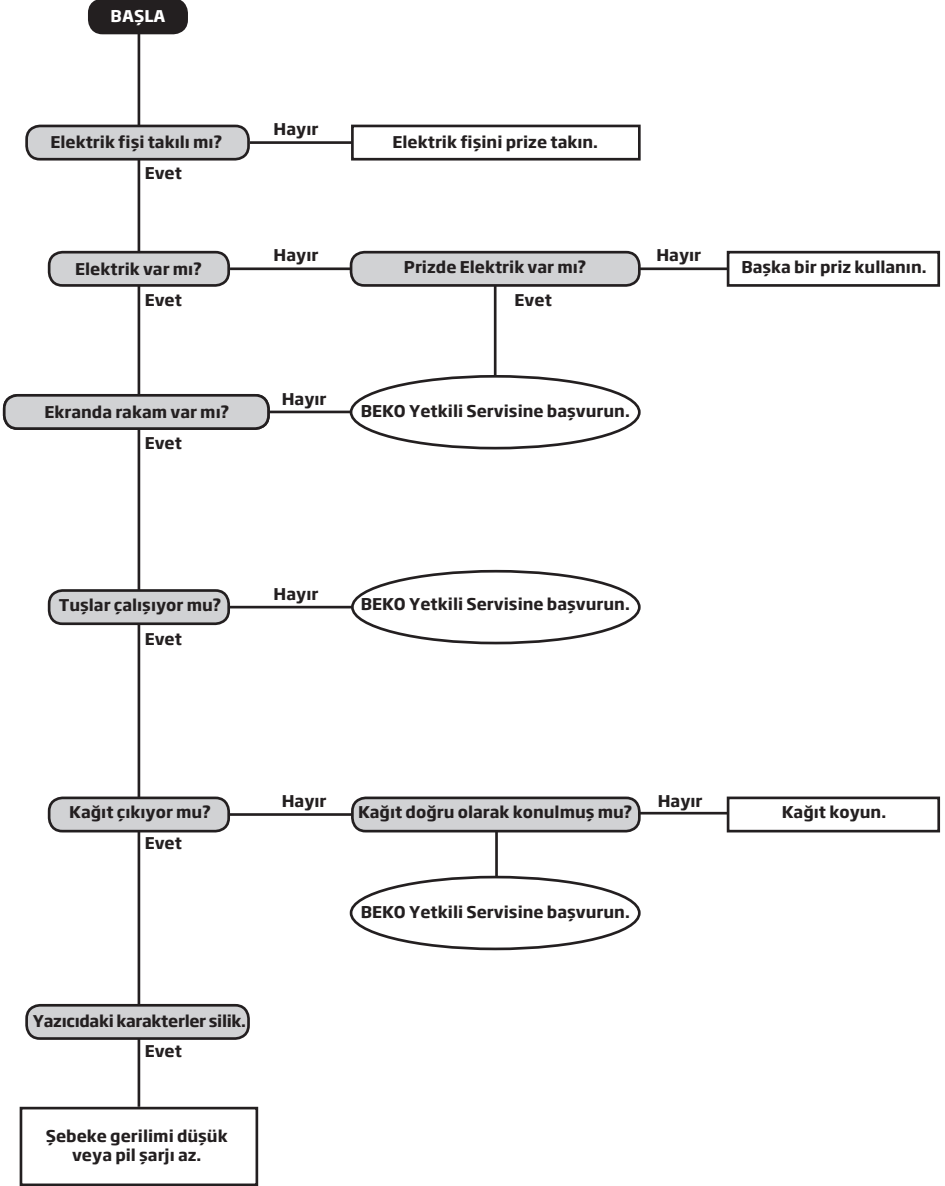 BAŞLA
Elektrik fişi takılı mı?
Hayır
Elektrik fişini prize takın.
Evet
Elektrik var mı?
Hayır
Prizde Elektrik var mı?
Hayır
Başka bir priz kullanın.
Evet
Evet
Ekranda rakam var mı?
Hayır
BEKO Yetkili Servisine başvurun.
Evet
Tuşlar çalışıyor mu?
Hayır
BEKO Yetkili Servisine başvurun.
Evet
Kağıt çıkıyor mu?
Hayır
Kağıt doğru olarak konulmuş mu?
Hayır
Kağıt koyun.
Evet
BEKO Yetkili Servisine başvurun.
Yazıcıdaki karakterler silik.
Evet
Şebeke gerilimi düşük
veya pil şarjı az.